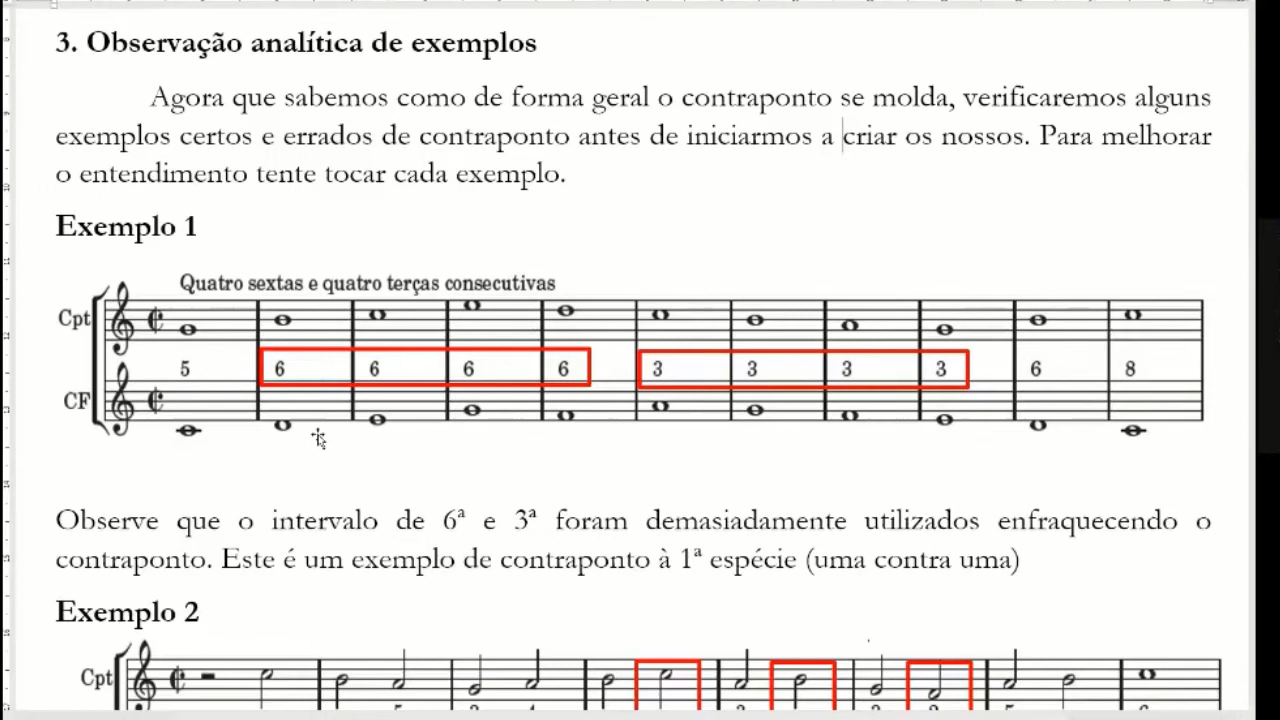 3. Observação analítica de exemplos
Agora que sabemos como de forma geral o contraponto se molda, verificaremos alguns
exemplos certos e errados de contraponto antes de iniciarmos a criar os nossos. Para melhorar
o entendimento tente tocar cada exemplo.
Exemplo 1
Quatro sextas e quatro terças consecutivas
Cpt
5 6 6 6 6 3 3 3 3 6 8
CF
Observe que o intervalo de 6ª e 3ª foram demasiadamente utilizados enfraquecendo o
contraponto. Este é um exemplo de contraponto à 1ª espécie (uma contra uma)
Exemplo 2
Cpt